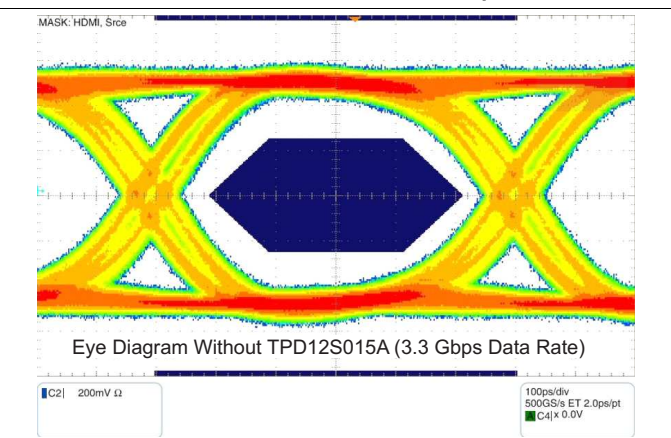 MASK: HDMI, Srce
Eye Diagram Without TPD12S015A (3.3 Gbps Data Rate)
C2| 200mV Ω
100ps/div
500GS/s ET 2.0ps/pt
A C4|x 0.0V